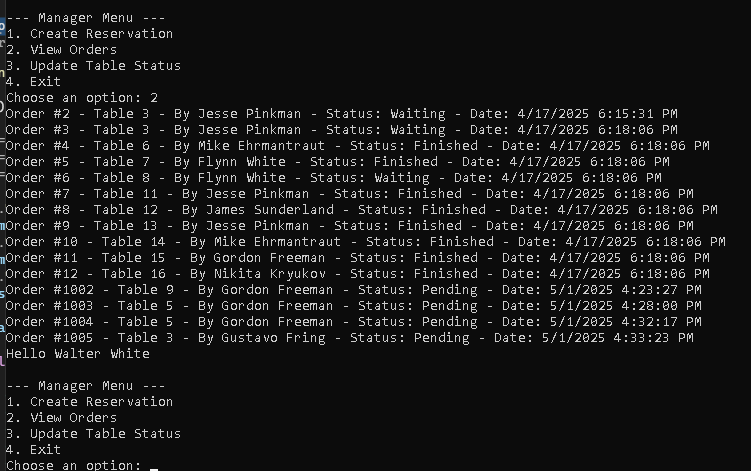 --- Manager Menu ---
1. Create Reservation
2. View Orders
3. Update Table Status
4. Exit
Choose an option: 2
Order #2 - Table 3 - By Jesse Pinkman - Status: Waiting - Date: 4/17/2025 6:15:31 PM
Order #3 - Table 3 - By Jesse Pinkman - Status: Waiting - Date: 4/17/2025 6:18:06 PM
Order #4 - Table 6 - By Mike Ehrmantraut - Status: Finished - Date: 4/17/2025 6:18:06 PM
Order #5 - Table 7 - By Flynn White - Status: Finished - Date: 4/17/2025 6:18:06 PM
Order #6 - Table 8 - By Flynn White - Status: Waiting - Date: 4/17/2025 6:18:06 PM
Order #7 - Table 11 - By Jesse Pinkman - Status: Finished - Date: 4/17/2025 6:18:06 PM
Order #8 - Table 12 - By James Sunderland - Status: Finished - Date: 4/17/2025 6:18:06 PM
Order #9 - Table 13 - By Jesse Pinkman - Status: Finished - Date: 4/17/2025 6:18:06 PM
Order #10 - Table 14 - By Mike Ehrmantraut - Status: Finished - Date: 4/17/2025 6:18:06 PM
Order #11 - Table 15 - By Gordon Freeman - Status: Finished - Date: 4/17/2025 6:18:06 PM
Order #12 - Table 16 - By Nikita Kryukov - Status: Finished - Date: 4/17/2025 6:18:06 PM
Order #1002 - Table 9 - By Gordon Freeman - Status: Pending - Date: 5/1/2025 4:23:27 PM
Order #1003 - Table 5 - By Gordon Freeman - Status: Pending - Date: 5/1/2025 4:28:00 PM
Order #1004 - Table 5 - By Gordon Freeman - Status: Pending - Date: 5/1/2025 4:32:17 PM
Order #1005 - Table 3 - By Gustavo Fring - Status: Pending - Date: 5/1/2025 4:33:23 PM
Hello Walter White
--- Manager Menu ---
1. Create Reservation
2. View Orders
3. Update Table Status
4. Exit
Choose an option: